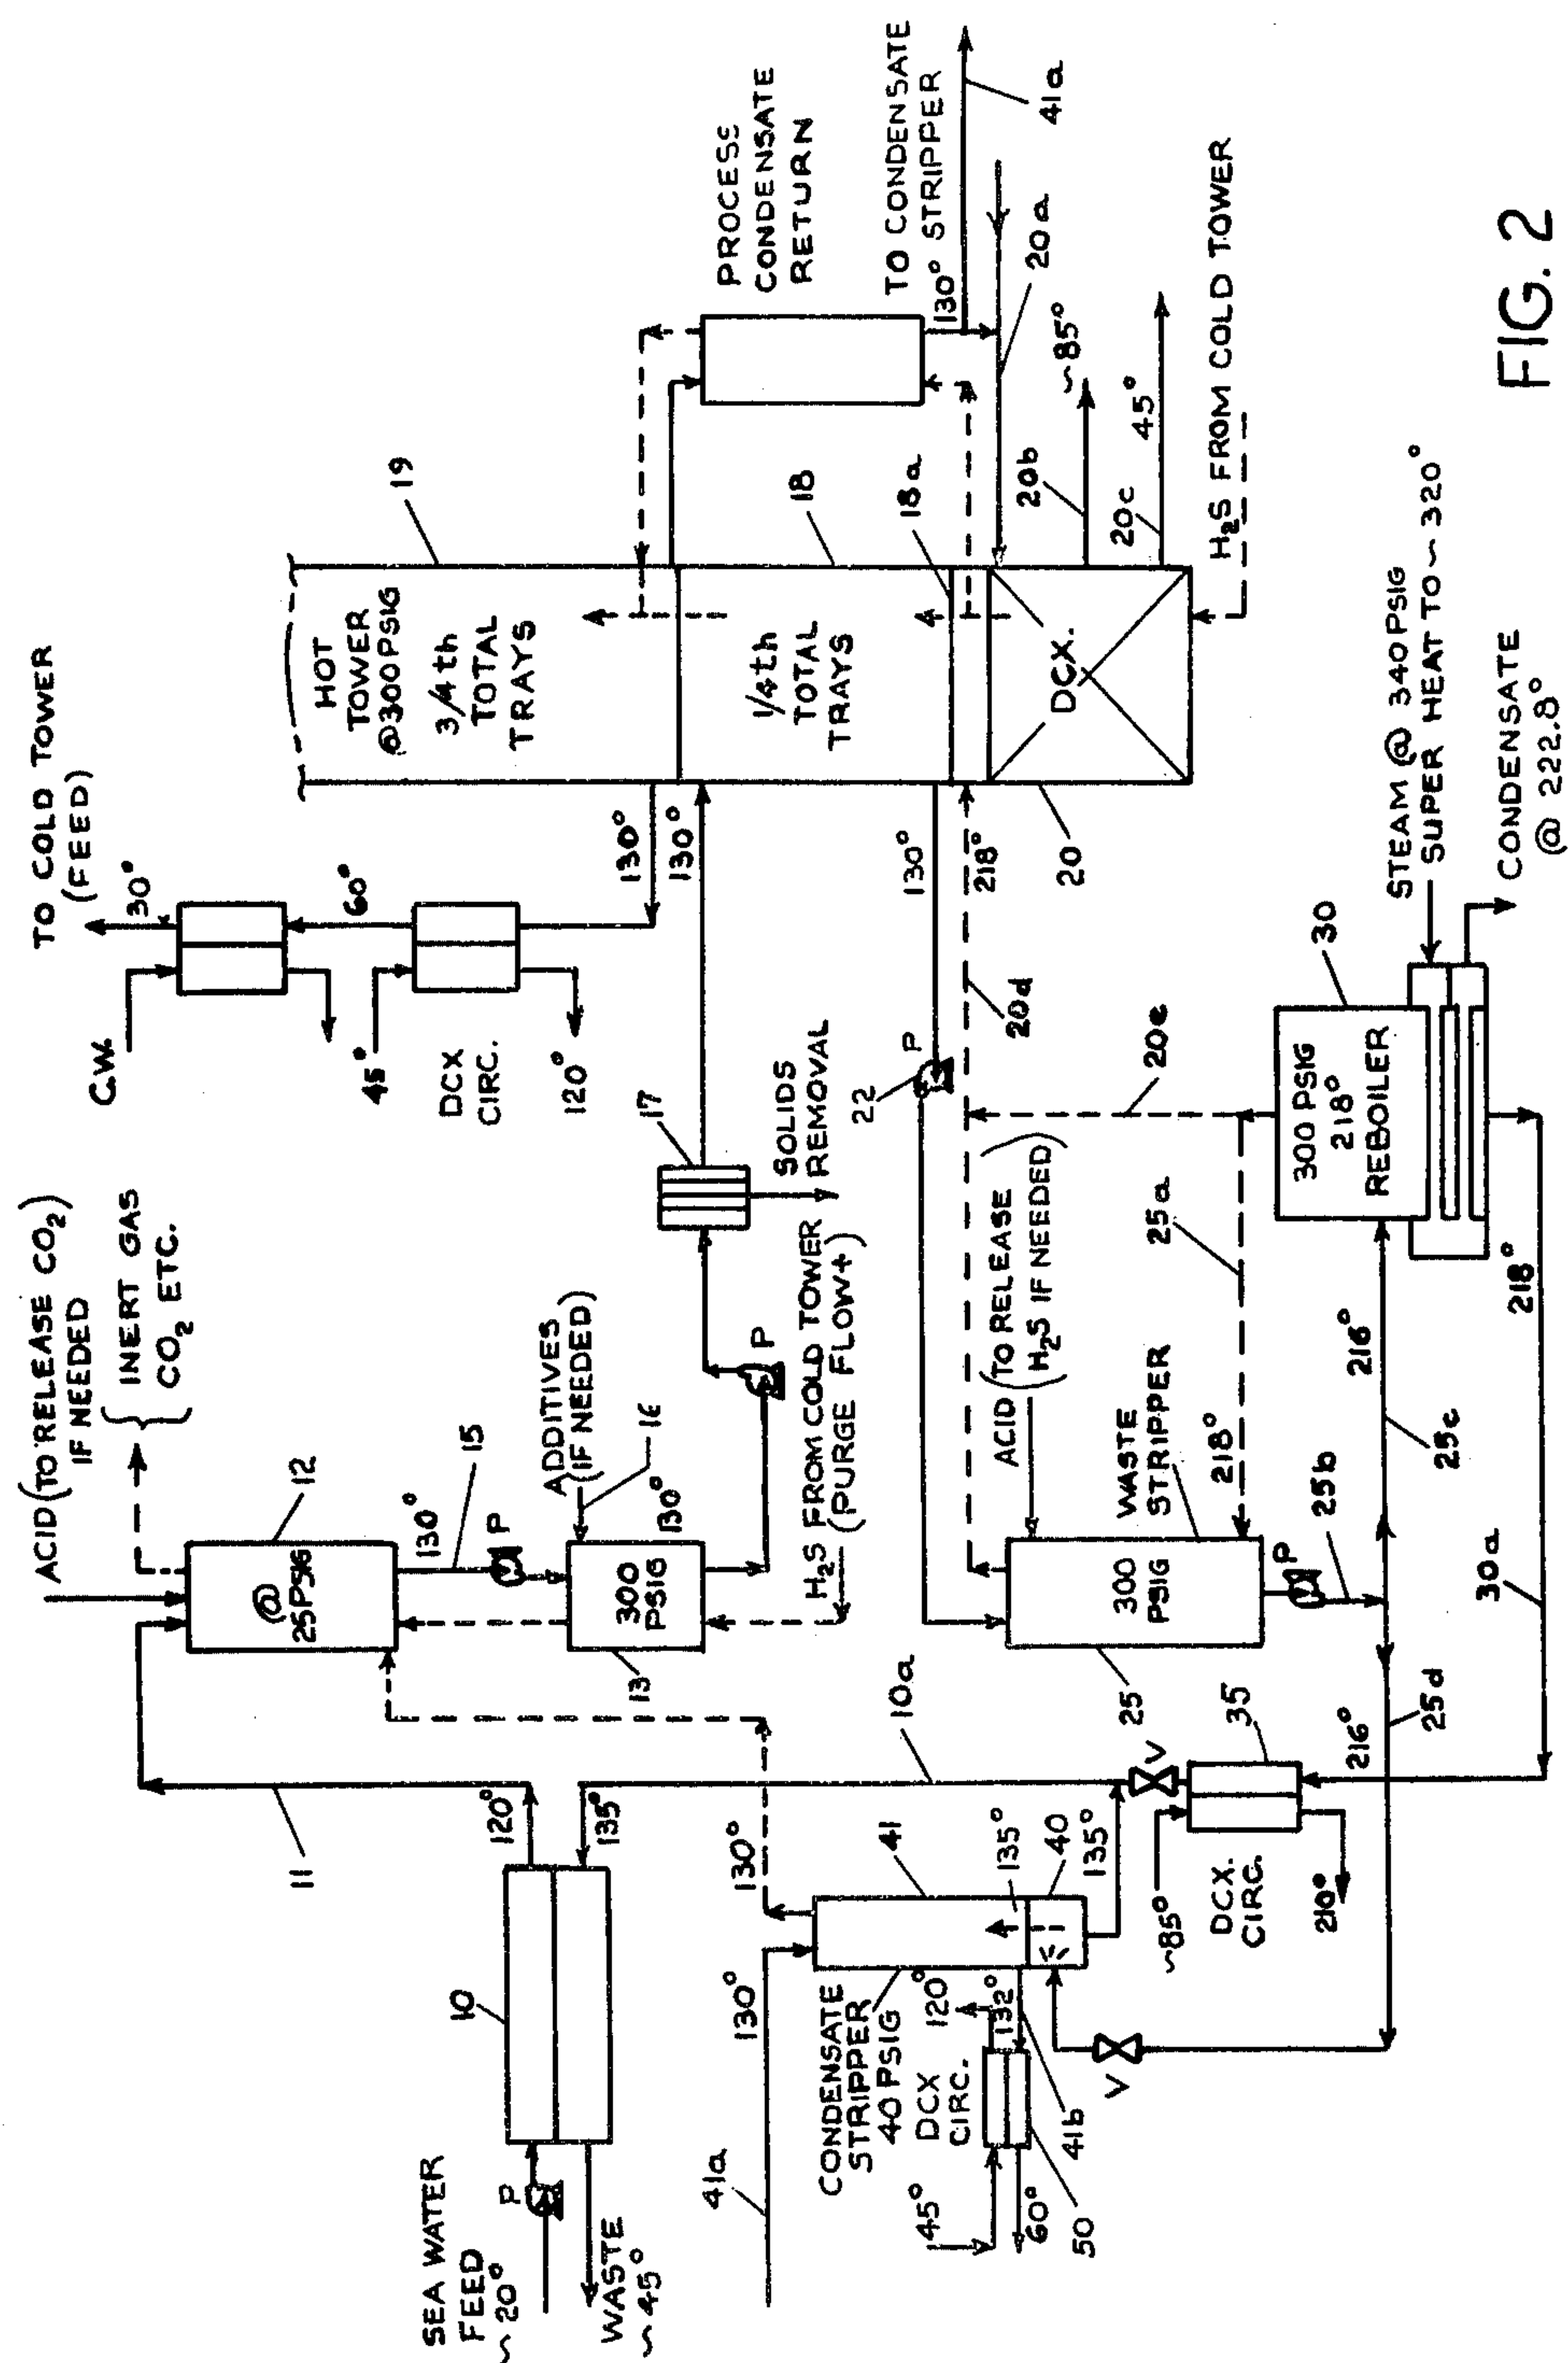 ACID (TO RELEASE CO₂)
IF NEEDED
INERT GAS
CO₂ ETC.
12
@
25 PSIG
130°
15
P
ADDITIVES
(IF NEEDED)
16
300
PSIG
130°
13
P
H₂S FROM COLD TOWER
(PURGE FLOW+)
17
SOLIDS
REMOVAL
TO COLD TOWER
(FEED)
30°
C.W.
60°
45°
DCX
CIRC.
120°
130°
130°
HOT
TOWER
@300 PSIG
3/4th
TOTAL
TRAYS
19
1/4th
TOTAL
TRAYS
18
18a
DCX.
20
PROCESS
CONDENSATE
RETURN
TO CONDENSATE
130° STRIPPER
41a
20a
20b
~85°
20c
45°
H₂S FROM COLD TOWER
130°
218°
22
P
20d
20e
SEA WATER
FEED
~20°
P
WASTE
~45°
10
120°
135°
11
10a
41a
130°
130°
41
135°
40
135°
CONDENSATE
STRIPPER
40 PSIG
DCX
CIRC.
120°
132°
45°
60°
50
41b
V
V
35
~85°
DCX.
CIRC.
210°
ACID (TO RELEASE
H₂S IF NEEDED)
WASTE
STRIPPER
300
PSIG
25
218°
25a
P
25b
216°
25c
216°
25d
30a
218°
300 PSIG
218°
REBOILER
30
STEAM @ 340 PSIG
SUPER HEAT TO ~ 320°
CONDENSATE
@ 222.8°
FIG. 2